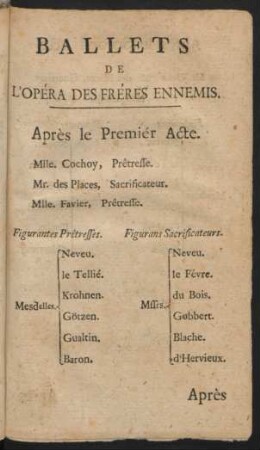 BALLETS
DE
L'OPÉRA DES FRÉRES ENNEMIS.
Après le Premiér Acte.
Mlle. Cochoy, Prêtresse.
Mr. des Places, Sacrificateur.
Mlle. Favier, Prêtresse.
Figurantes Prêtresses.
Mesdelles.
Neveu.
le Tellié.
Krohnen.
Götzen.
Gualtin.
Baron.
Figurans Sacrificateurs.
Mssrs.
Neveu.
le Févre.
du Bois.
Gobbert.
Blache.
d'Hervieux.
Après